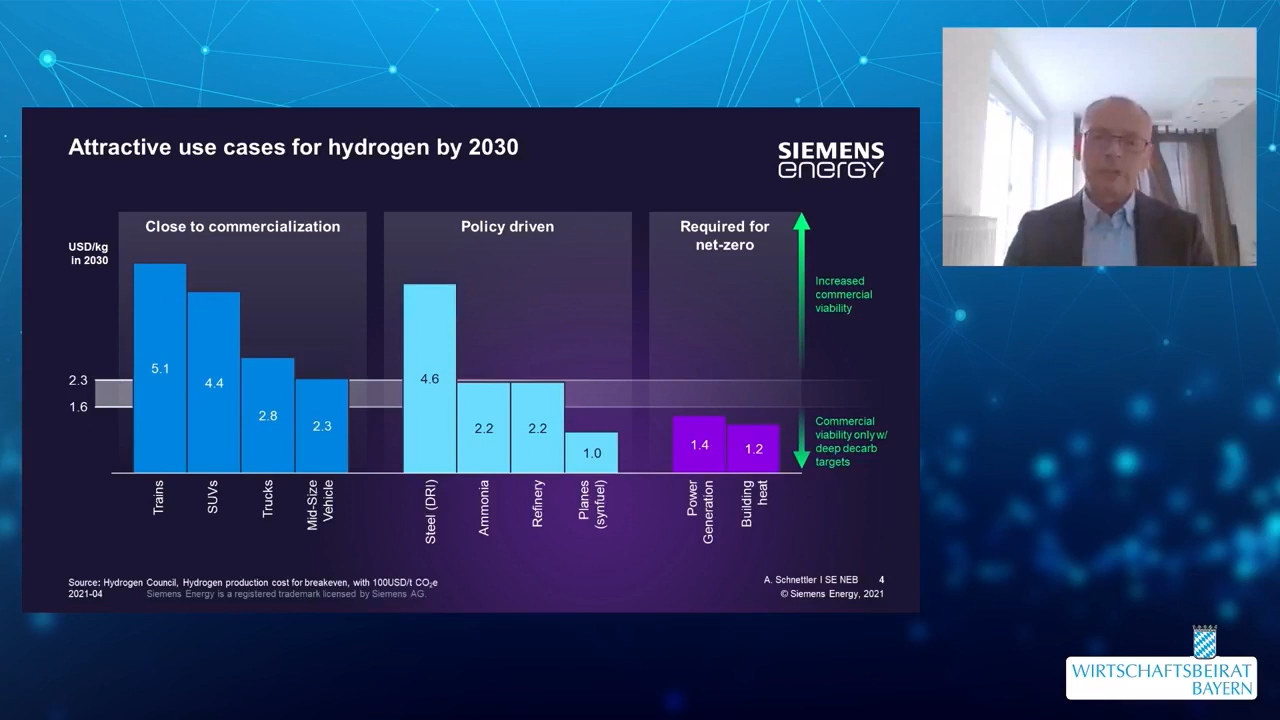 Attractive use cases for hydrogen by 2030
SIEMENS
energy
USD/kg
in 2030
2.3
1.6
Close to commercialization
5.1
4.4
2.8
2.3
Trains
SUVs
Trucks
Mid-Size
Vehicle
Policy driven
4.6
2.2
2.2
1.0
Steel (DRI)
Ammonia
Refinery
Planes
(synfuel)
Required for
net-zero
1.4
1.2
Power
Generation
Building
heat
Increased
commercial
viability
Commercial
viability only w/
deep decarb
targets
Source: Hydrogen Council, Hydrogen production cost for breakeven, with 100USD/t CO₂e
2021-04
Siemens Energy is a registered trademark licensed by Siemens AG.
A. Schnettler I SE NEB 4
© Siemens Energy, 2021
WIRTSCHAFTSBEIRAT
BAYERN